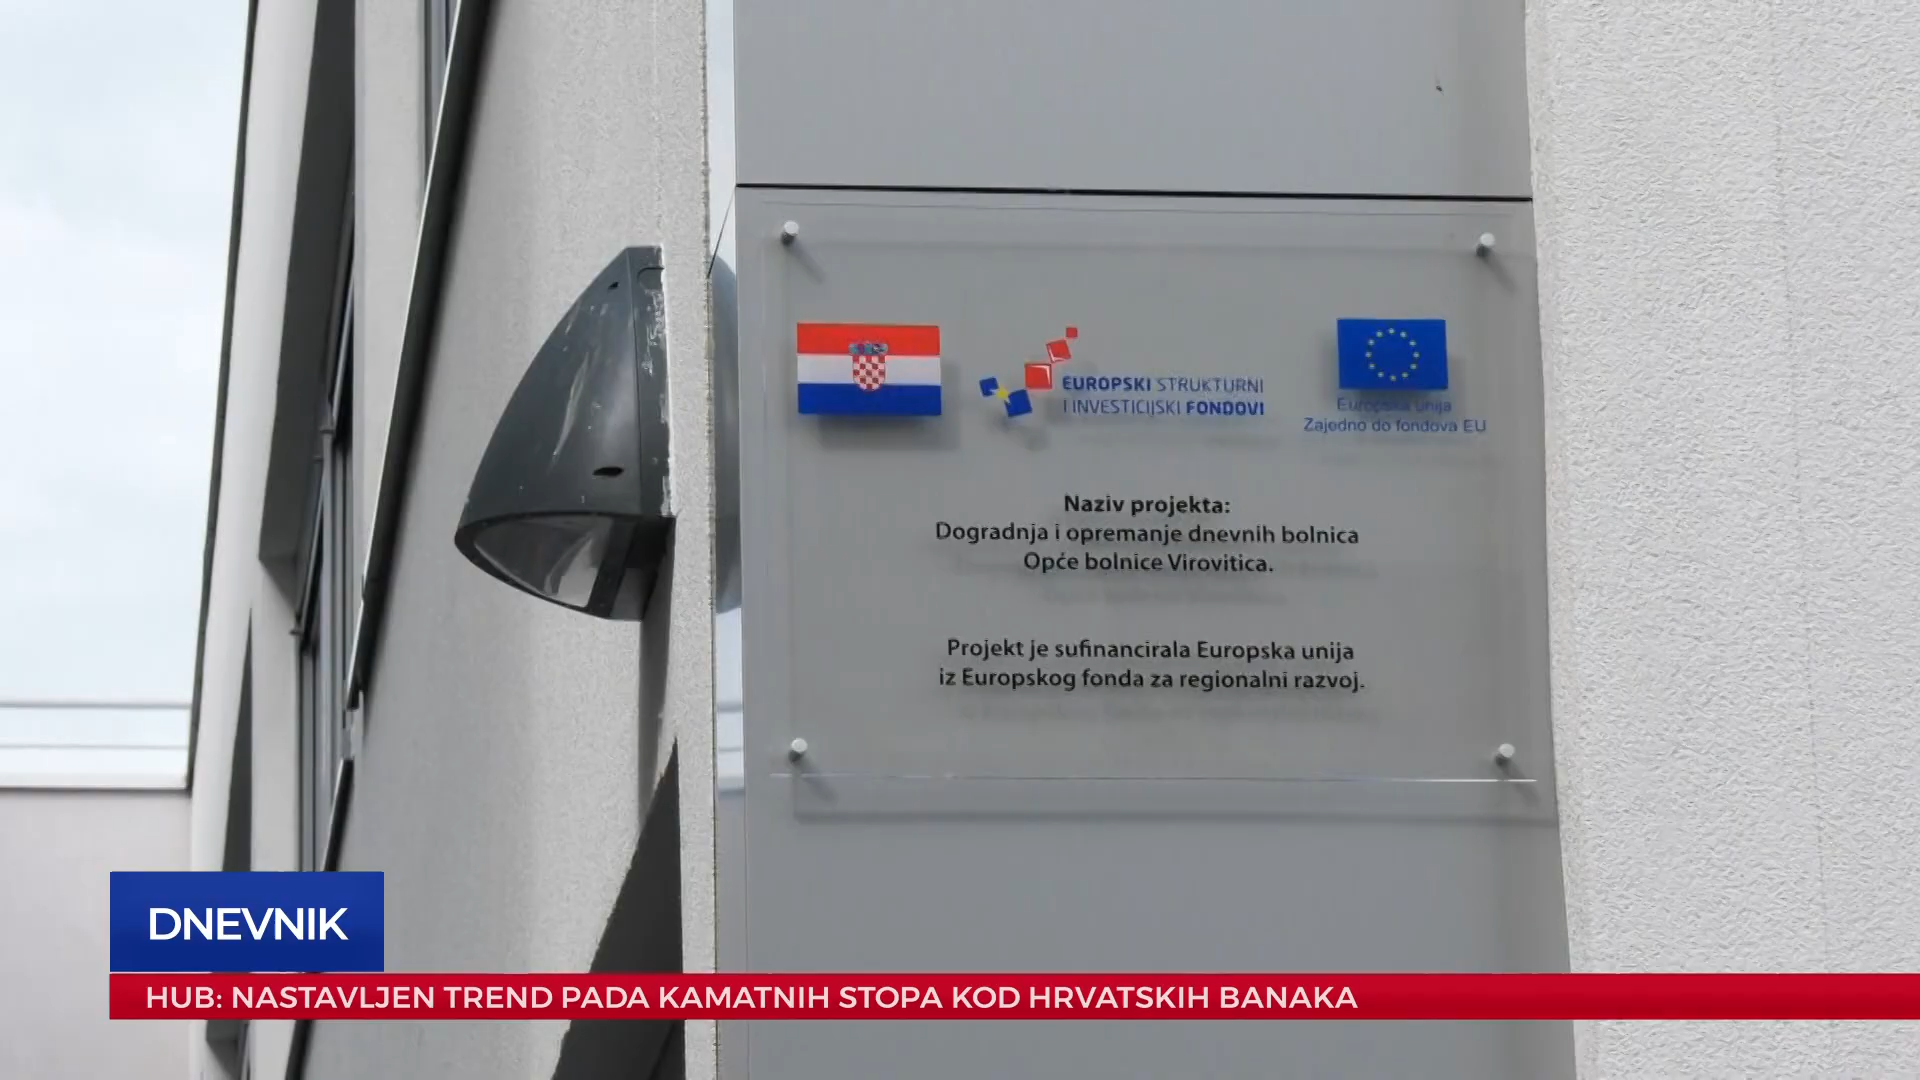 EUROPSKI STRUKTURNI
I INVESTICIJSKI FONDOVI
Europska unija
Zajedno do fondova EU
Naziv projekta:
Dogradnja i opremanje dnevnih bolnica
Opće bolnice Virovitica.
Projekt je sufinancirala Europska unija
iz Europskog fonda za regionalni razvoj.
DNEVNIK
HUB: NASTAVLJEN TREND PADA KAMATNIH STOPA KOD HRVATSKIH BANAKA